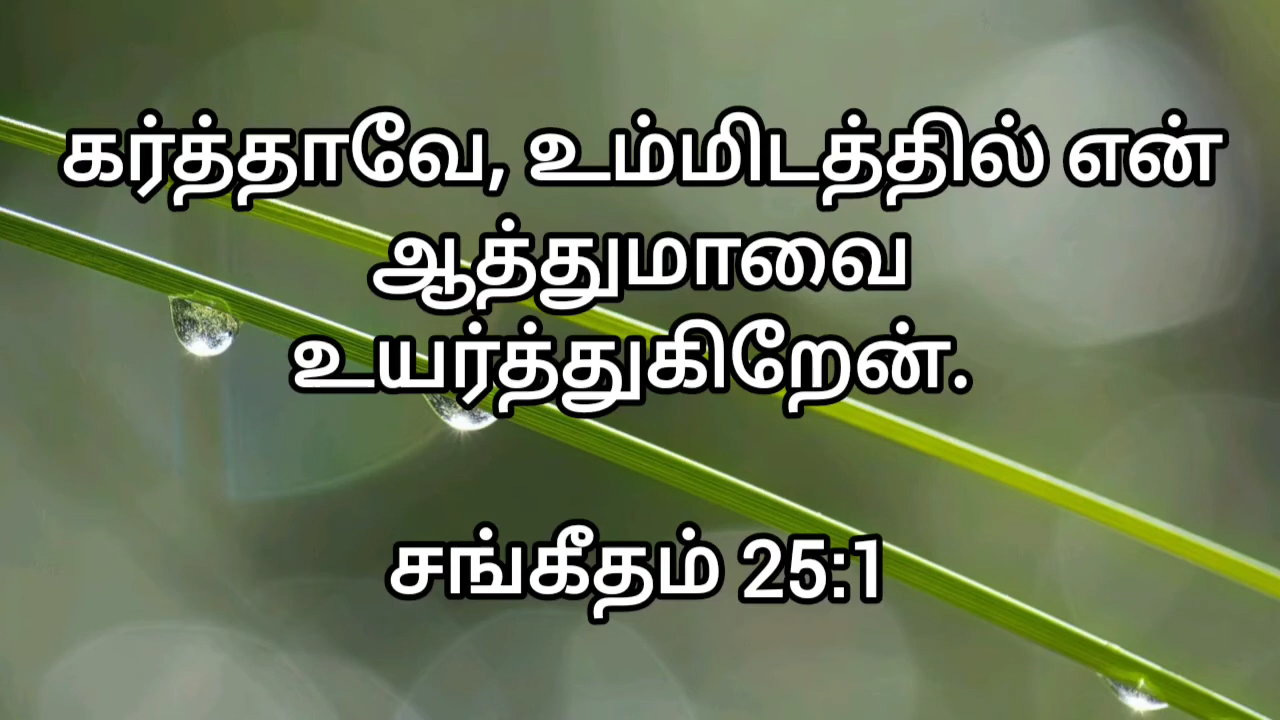 கர்த்தாவே, உம்மிடத்தில் என்
ஆத்துமாவை
உயர்த்துகிறேன்.
சங்கீதம் 25:1